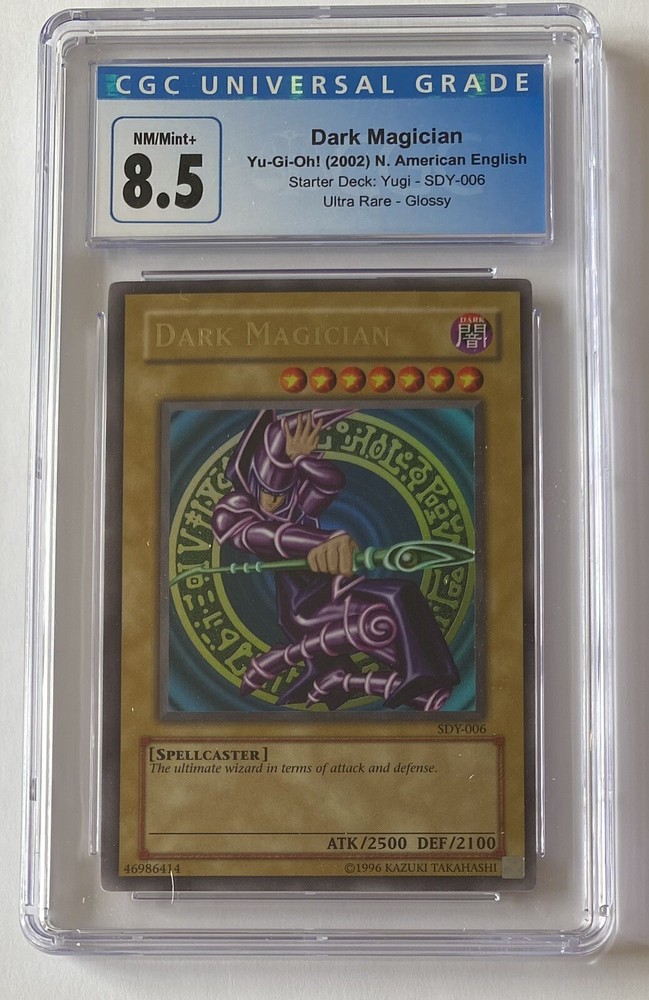 CGC UNIVERSAL GRADE
NM/Mint+
8.5
Dark Magician
Yu-Gi-Oh! (2002) N. American English
Starter Deck: Yugi - SDY-006
Ultra Rare - Glossy
DARK MAGICIAN
DARK
闇
SDY-006
[SPELLCASTER]
The ultimate wizard in terms of attack and defense.
ATK/2500 DEF/2100
46986414
©1996 KAZUKI TAKAHASHI